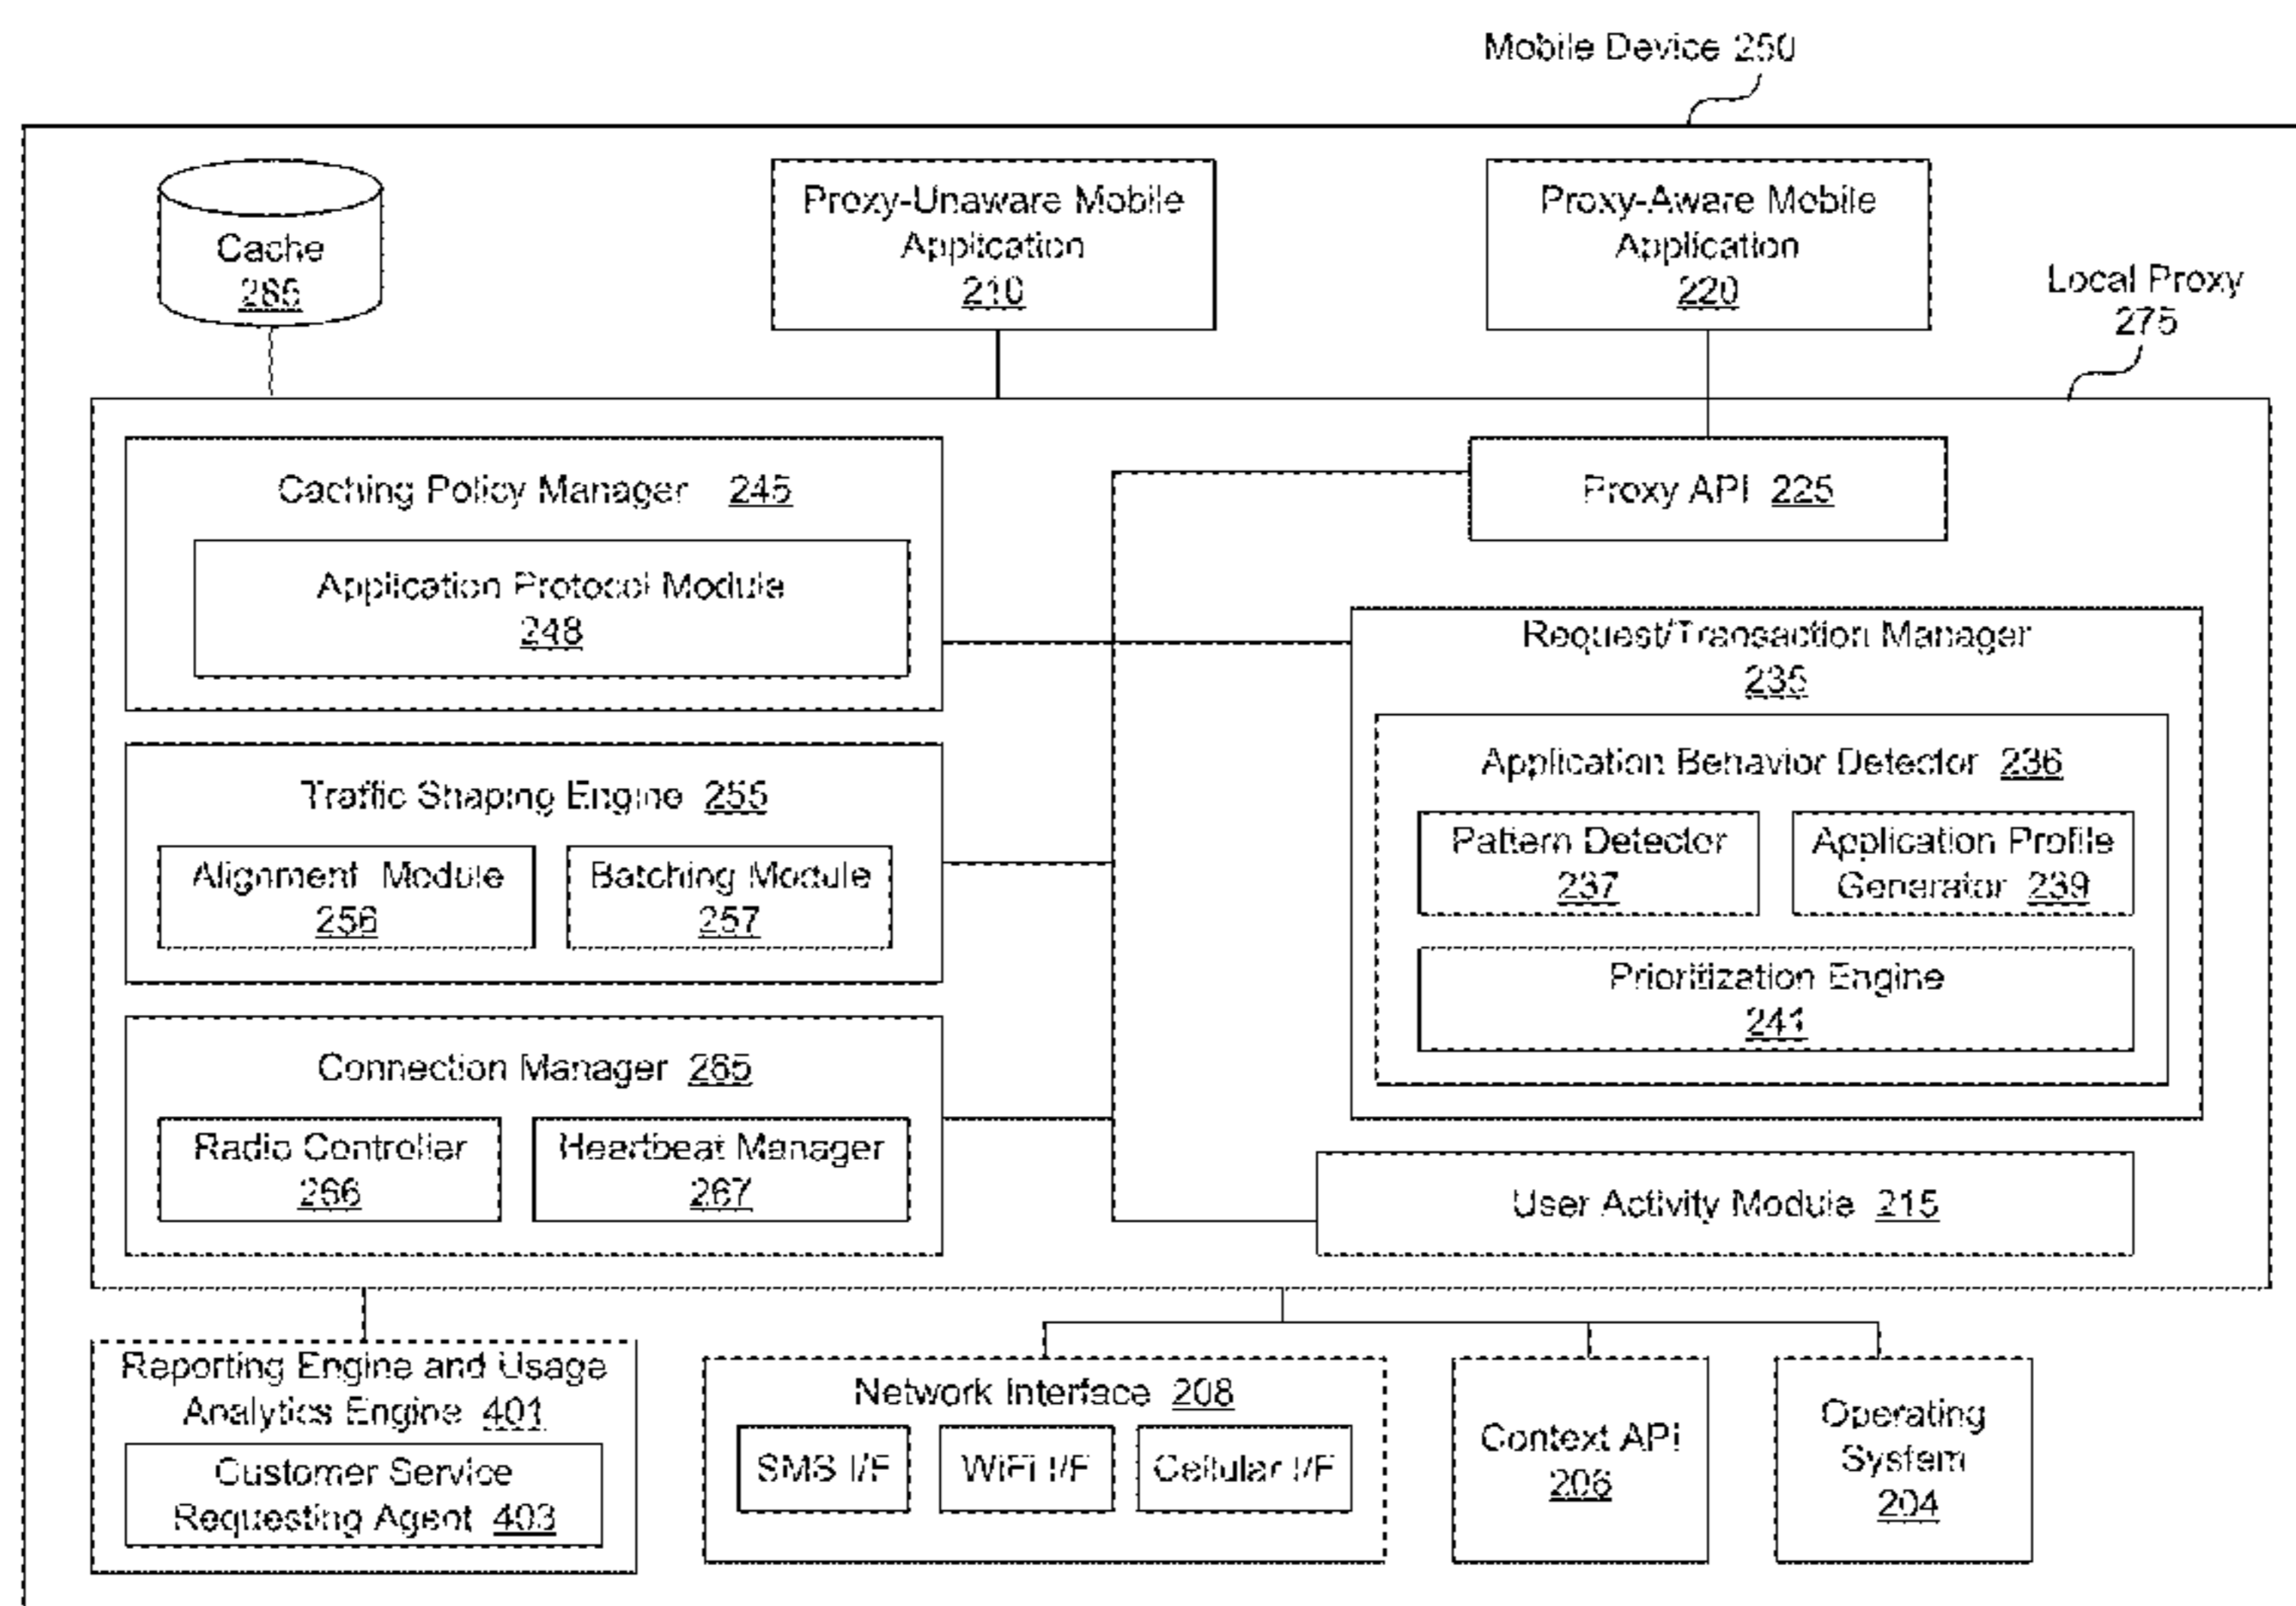 Mobile Device 250
Cache
285
Proxy-Unaware Mobile
Application
210
Proxy-Aware Mobile
Application
220
Local Proxy
275
Caching Policy Manager 245
Application Protocol Module
248
Proxy API 225
Request/Transaction Manager
235
Application Behavior Detector 236
Pattern Detector
237
Application Profile
Generator 239
Prioritization Engine
241
Traffic Shaping Engine 255
Alignment Module
256
Batching Module
257
Connection Manager 265
Radio Controller
266
Heartbeat Manager
267
User Activity Module 215
Reporting Engine and Usage
Analytics Engine 401
Customer Service
Requesting Agent 403
Network Interface 208
SMS I/F
WiFi I/F
Cellular I/F
Context API
206
Operating
System
204